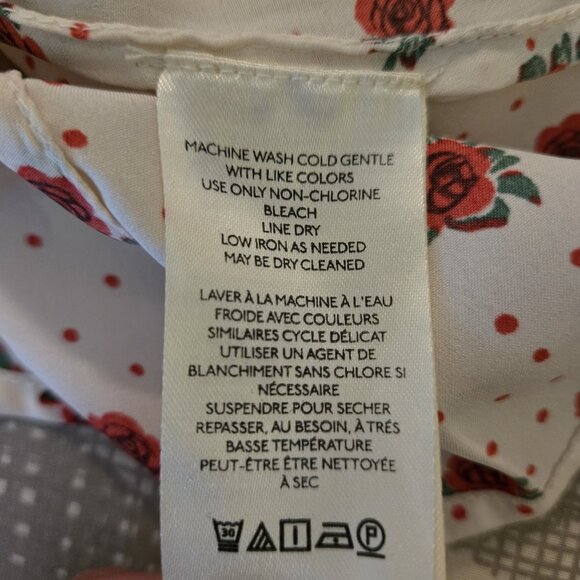 MACHINE WASH COLD GENTLE
WITH LIKE COLORS
USE ONLY NON-CHLORINE
BLEACH
LINE DRY
LOW IRON AS NEEDED
MAY BE DRY CLEANED
LAVER À LA MACHINE À L'EAU
FROIDE AVEC COULEURS
SIMILAIRES CYCLE DÉLICAT
UTILISER UN AGENT DE
BLANCHIMENT SANS CHLORE SI
NÉCESSAIRE
SUSPENDRE POUR SECHER
REPASSER, AU BESOIN, À TRÉS
BASSE TEMPÉRATURE
PEUT-ÊTRE ÊTRE NETTOYÉE
À SEC
30 P